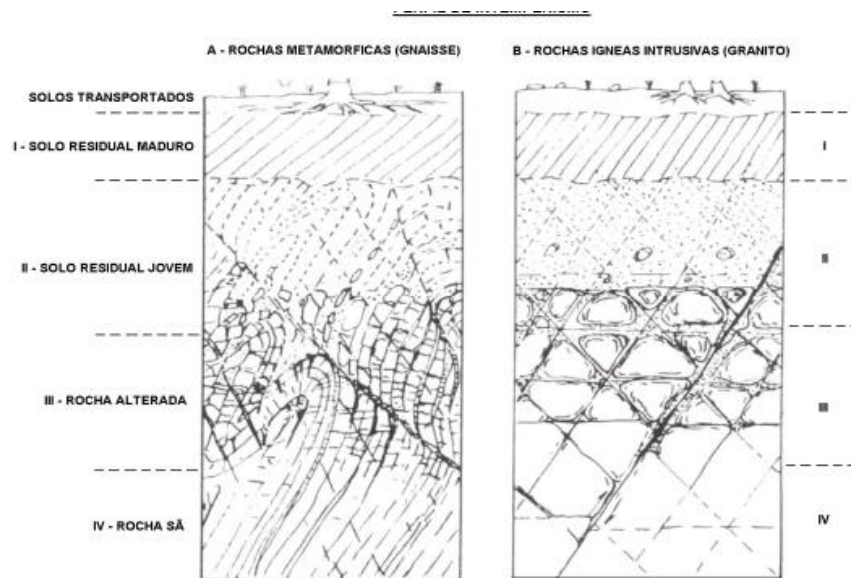 A - ROCHAS METAMORFICAS (GNAISSE)
B - ROCHAS IGNEAS INTRUSIVAS (GRANITO)
SOLOS TRANSPORTADOS
I - SOLO RESIDUAL MADURO
I
II - SOLO RESIDUAL JOVEM
II
III - ROCHA ALTERADA
III
IV - ROCHA SÃ
IV